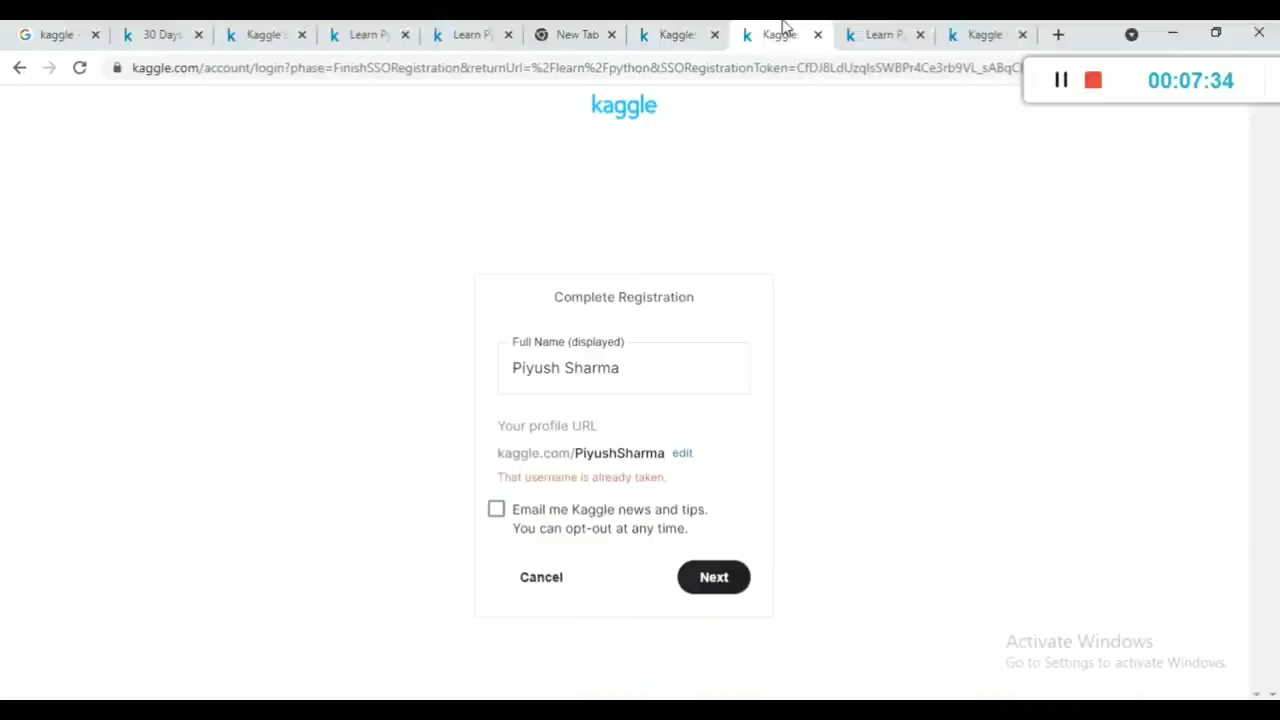 kaggle
30 Days
Kaggle
Learn P
Learn P
New Tab
Kaggle
Kaggle
Learn P
Kaggle
kaggle.com/account/login?phase=FinishSSORegistration&returnUrl=%2Flearn%2Fpython&SSORegistrationToken=
00:07:34
kaggle
Complete Registration
Full Name (displayed)
Piyush Sharma
Your profile URL
kaggle.com/PiyushSharma edit
That username is already taken.
Email me Kaggle news and tips.
You can opt-out at any time.
Cancel
Next
Activate Windows
Go to Settings to activate Windows.